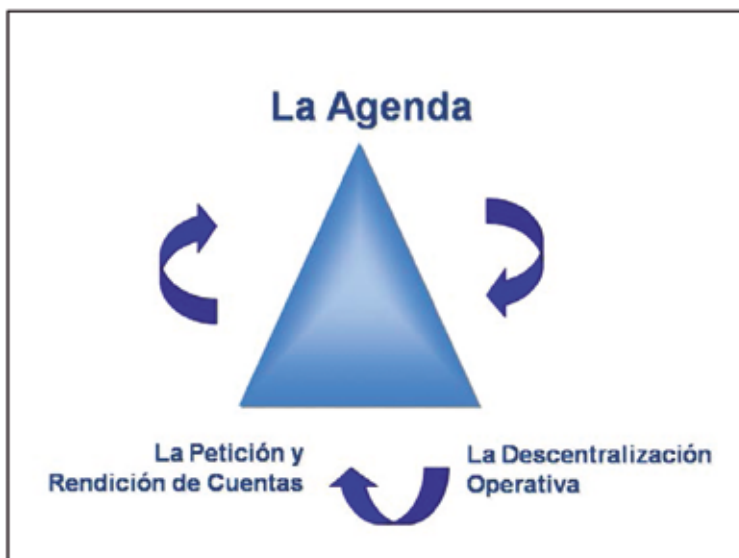 La Agenda
La Petición y
Rendición de Cuentas
La Descentralización
Operativa